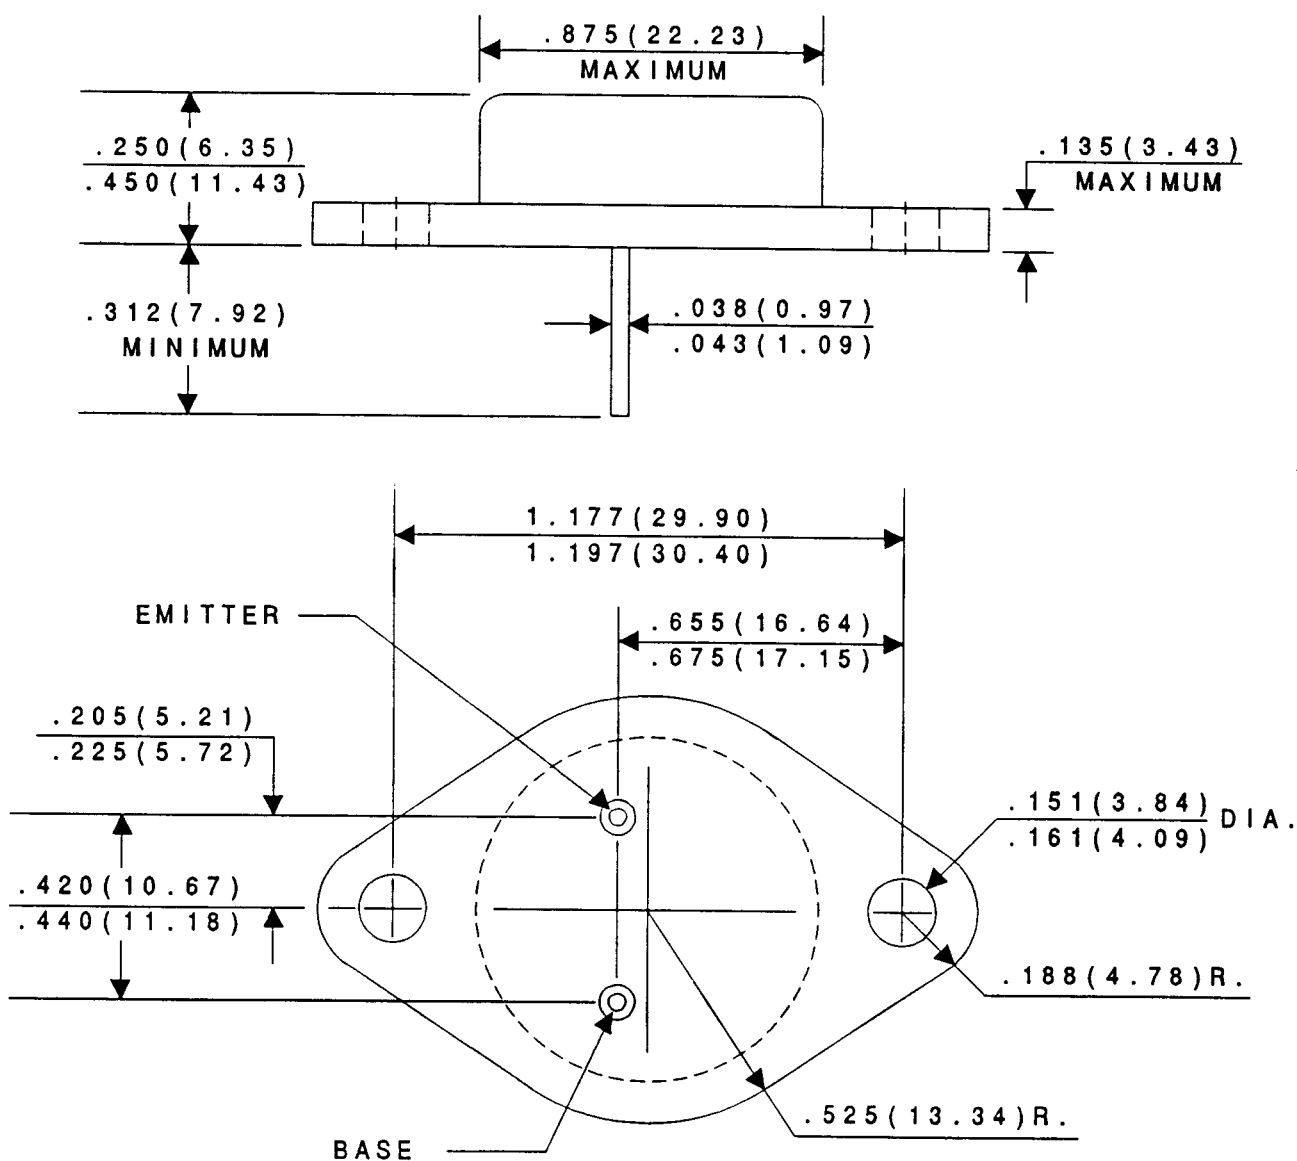 .875(22.23)
MAXIMUM
.250(6.35)
.450(11.43)
.135(3.43)
MAXIMUM
.312(7.92)
MINIMUM
.038(0.97)
.043(1.09)
1.177(29.90)
1.197(30.40)
EMITTER
.655(16.64)
.675(17.15)
.205(5.21)
.225(5.72)
.151(3.84)
.161(4.09)
DIA.
.420(10.67)
.440(11.18)
.188(4.78)R.
.525(13.34)R.
BASE